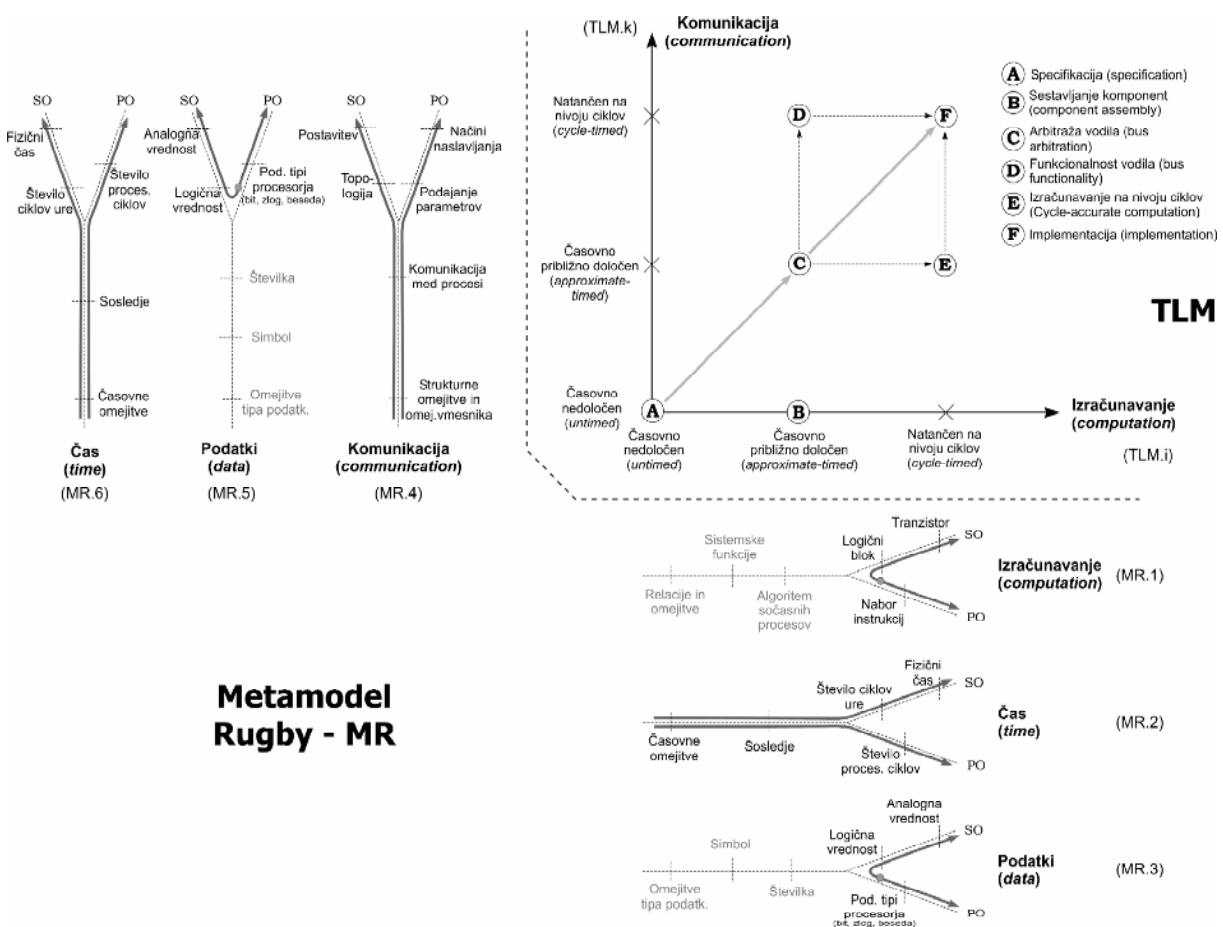 (TLM.k)
Komunikacija
(communication)
SO
PO
SO
PO
SO
PO
Fizični
čas
Število
ciklov ure
Število
proces.
ciklov
Sosledje
Časovne
omejitve
Čas
(time)
(MR.6)
Analogna
vrednost
Logična
vrednost
Pod. tipi
procesorja
(bit, zlog, beseda)
Številka
Simbol
Omejitve
tipa podatk.
Podatki
(data)
(MR.5)
Postavitev
Načini
naslavljanja
Topo-
logija
Podajanje
parametrov
Komunikacija
med procesi
Strukturne
omejitve in
omej.vmesnika
Komunikacija
(communication)
(MR.4)
Natančen na
nivoju ciklov
(cycle-timed)
Časovno
približno določen
(approximate-
timed)
Časovno
nedoločen
(untimed)
D
F
C
E
A
B
Časovno
nedoločen
(untimed)
Časovno
približno določen
(approximate-timed)
Natančen na
nivoju ciklov
(cycle-timed)
Izračunavanje
(computation)
(TLM.i)
A Specifikacija (specification)
B Sestavljanje komponent
(component assembly)
C Arbitraža vodila (bus
arbitration)
D Funkcionalnost vodila (bus
functionality)
E Izračunavanje na nivoju ciklov
(Cycle-accurate computation)
F Implementacija (implementation)
TLM
Sistemske
funkcije
Relacije in
omejitve
Algoritem
sočasnih
procesov
Logični
blok
Tranzistor
SO
Nabor
instrukcij
PO
Izračunavanje
(computation)
(MR.1)
Metamodel
Rugby - MR
Časovne
omejitve
Sosledje
Število ciklov
ure
Fizični
čas
SO
Število
proces. ciklov
PO
Čas
(time)
(MR.2)
Simbol
Omejitve
tipa podatk.
Številka
Logična
vrednost
Analogna
vrednost
SO
Pod. tipi
procesorja
(bit, zlog, beseda)
PO
Podatki
(data)
(MR.3)